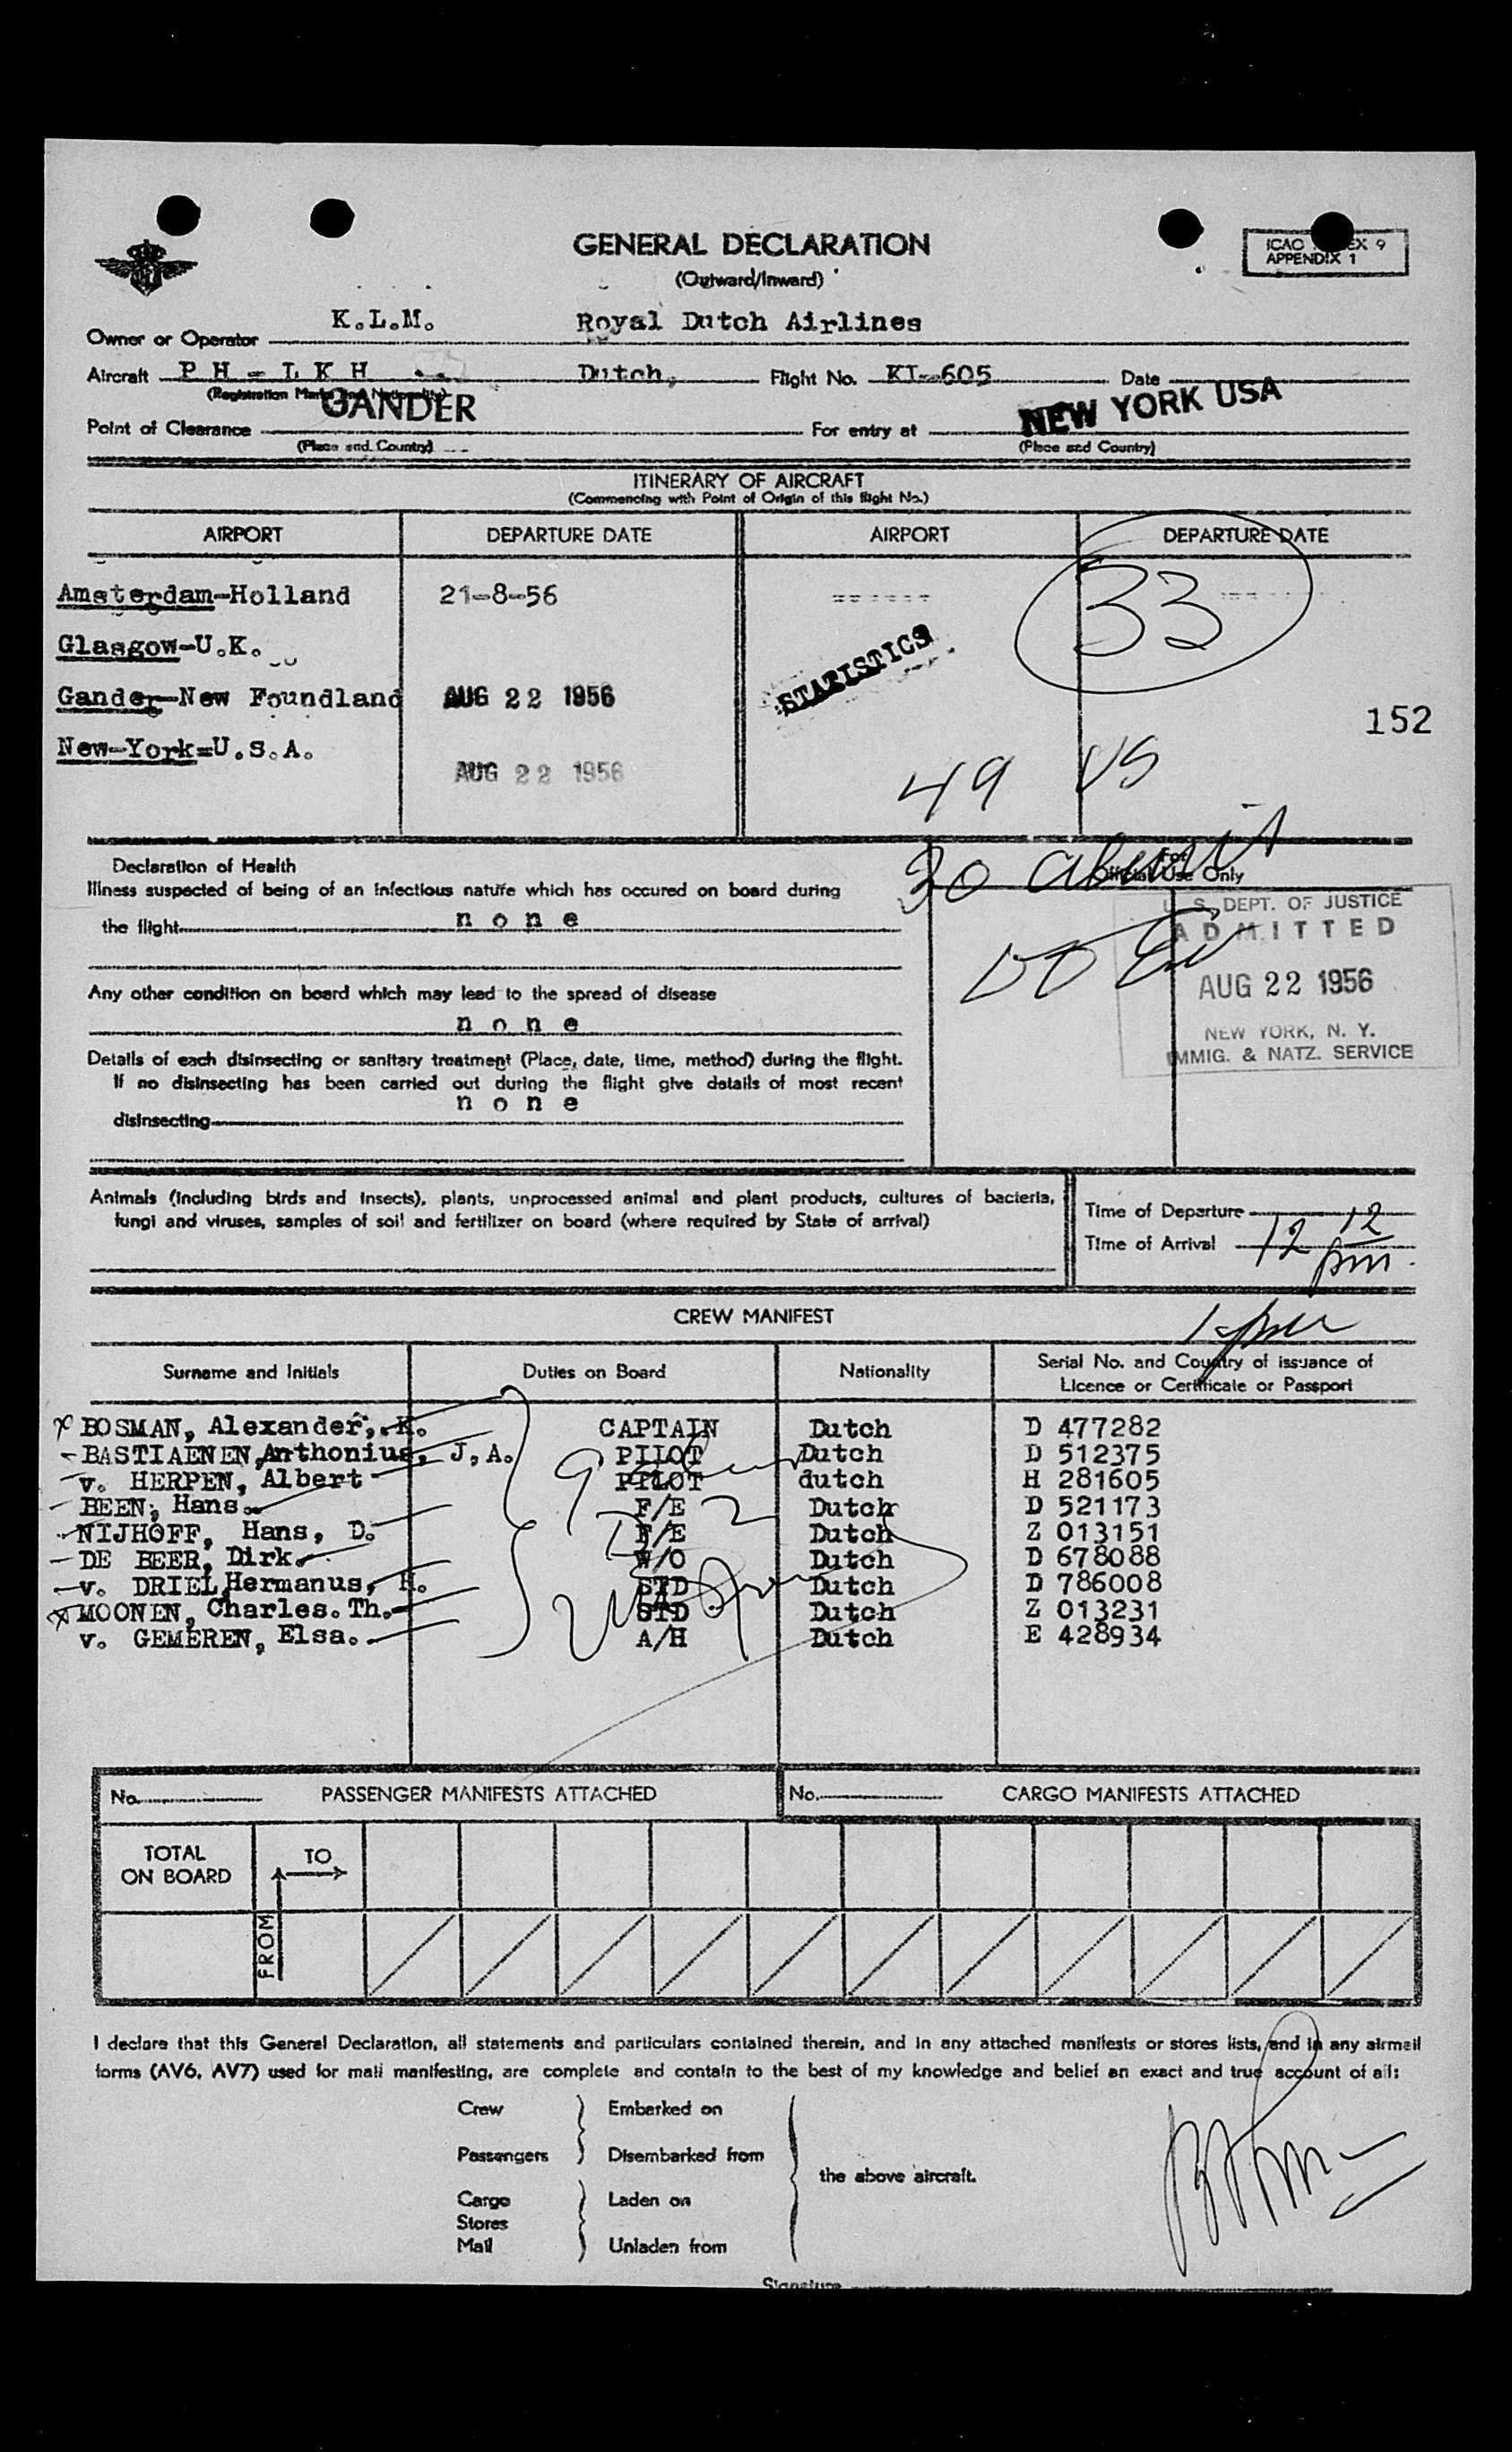 GENERAL DECLARATION
(Outward/Inward)
ICAO EX 9
APPENDIX 1
Owner or Operator K.L.M. Royal Dutch Airlines
Aircraft P H - L K H Dutch, Flight No. KL-605 Date
(Registration Marks and Nationality)
Point of Clearance GANDER For entry at NEW YORK USA
(Place and Country) (Place and Country)
ITINERARY OF AIRCRAFT
(Commencing with Point of Origin of this flight No.)
AIRPORT DEPARTURE DATE AIRPORT DEPARTURE DATE
Amsterdam-Holland 21-8-56 ------ 33
Glasgow-U.K.
STATISTICS
Gander-New Foundland AUG 22 1956
152
New-York=U.S.A. AUG 22 1956
49 US
Declaration of Health
For
Official Use Only
Illness suspected of being of an infectious nature which has occured on board during
30
the flight n o n e
U. S. DEPT. OF JUSTICE
ADMITTED
AUG 22 1956
NEW YORK, N. Y.
IMMIG. & NATZ. SERVICE
Any other condition on board which may lead to the spread of disease
n o n e
Details of each disinsecting or sanitary treatment (Place, date, time, method) during the flight.
If no disinsecting has been carried out during the flight give details of most recent
n o n e
disinsecting
Animals (including birds and insects), plants, unprocessed animal and plant products, cultures of bacteria,
fungi and viruses, samples of soil and fertilizer on board (where required by State of arrival)
Time of Departure
Time of Arrival 12 12 pm.
CREW MANIFEST
Surname and Initials Duties on Board Nationality Serial No. and Country of issuance of
Licence or Certificate or Passport
BOSMAN, Alexander, K. CAPTAIN Dutch D 477282
BASTIAENEN, Anthonius, J,A. PILOT Dutch D 512375
v. HERPEN, Albert PILOT dutch H 281605
BEEN, Hans. F/E Dutch D 521173
NIJHOFF, Hans, D. F/E Dutch Z 013151
DE BEER, Dirk. W/O Dutch D 678088
v. DRIEL, Hermanus, H. STD Dutch D 786008
MOONEN, Charles. Th. STD Dutch Z 013231
v. GEMEREN, Elsa. A/H Dutch E 428934
No. PASSENGER MANIFESTS ATTACHED No. CARGO MANIFESTS ATTACHED
TOTAL
ON BOARD
TO
FROM
I declare that this General Declaration, all statements and particulars contained therein, and in any attached manifests or stores lists, and in any airmail
forms (AV6, AV7) used for mail manifesting, are complete and contain to the best of my knowledge and belief an exact and true account of all:
Crew Embarked on
Passengers Disembarked from
the above aircraft.
Cargo Laden on
Stores
Mail Unladen from
Signature